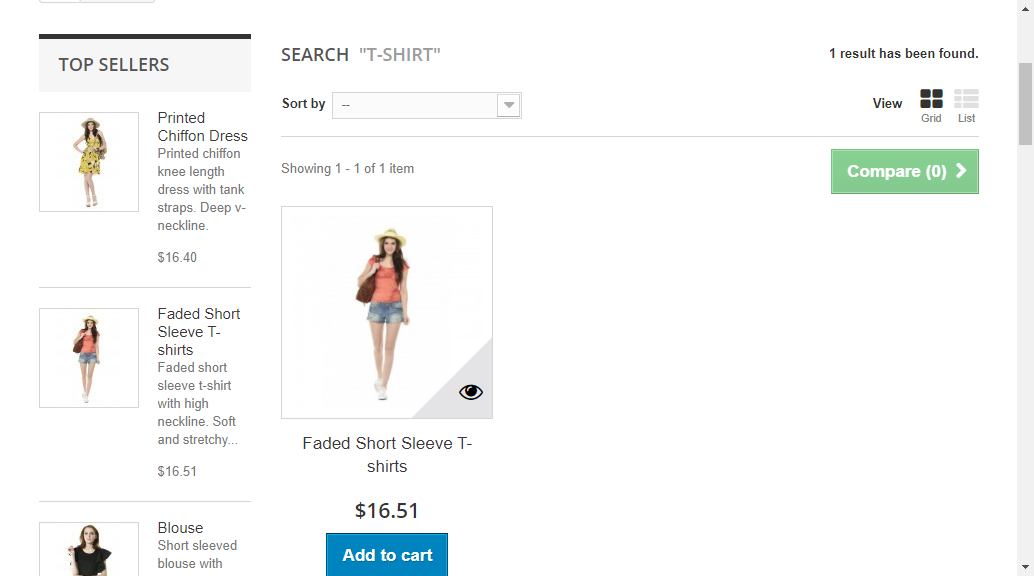 TOP SELLERS
Printed
Chiffon Dress
Printed chiffon
knee length
dress with tank
straps. Deep v-
neckline.
$16.40
Faded Short
Sleeve T-
shirts
Faded short
sleeve t-shirt
with high
neckline. Soft
and stretchy...
$16.51
Blouse
Short sleeved
blouse with
SEARCH "T-SHIRT"
1 result has been found.
Sort by --
View
Grid
List
Showing 1 - 1 of 1 item
Compare (0)
Faded Short Sleeve T-
shirts
$16.51
Add to cart